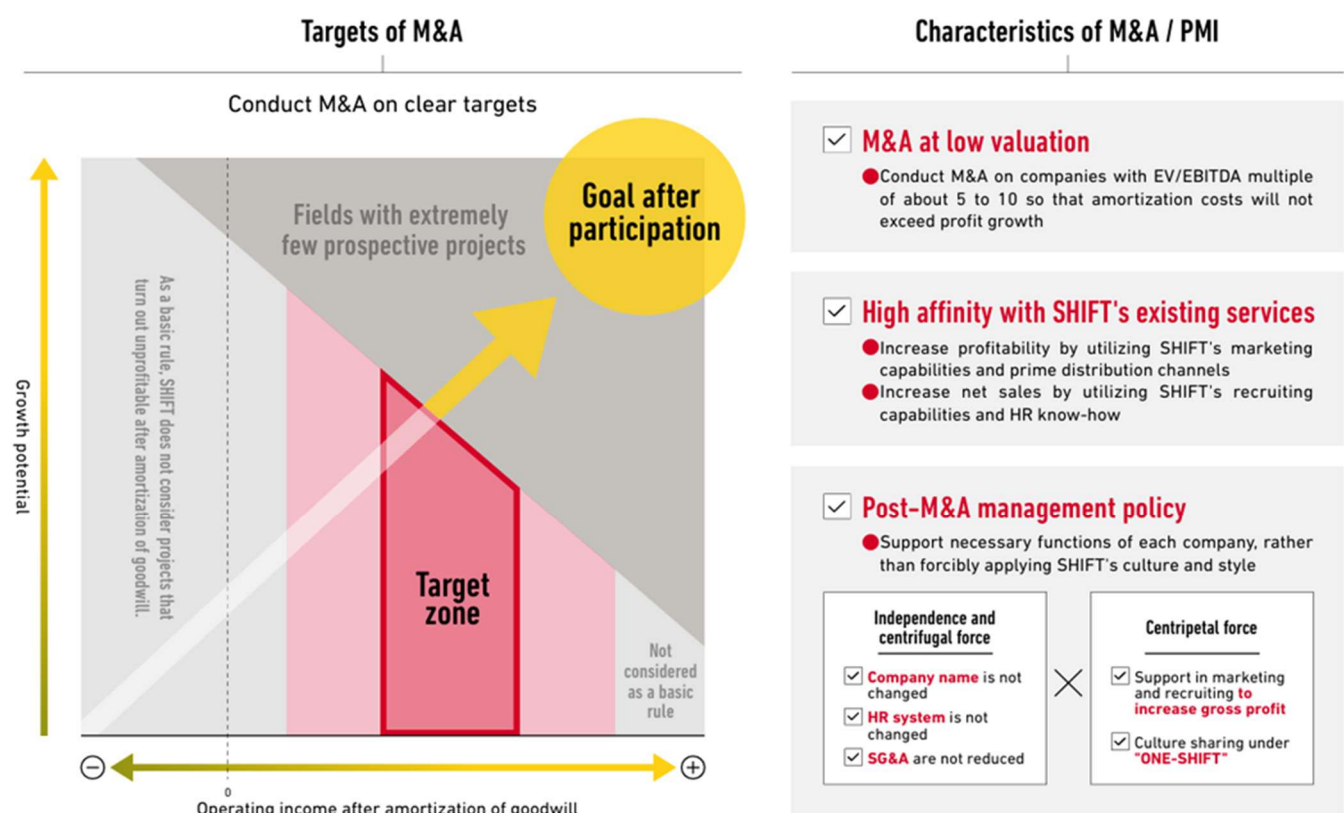 Targets of M&A
Conduct M&A on clear targets
Growth potential
As a basic rule, SHIFT does not consider projects that
turn out unprofitable after amortization of goodwill.
Fields with extremely
few prospective projects
Goal after
participation
Target
zone
Not
considered
as a basic
rule
0
Operating income after amortization of goodwill
Characteristics of M&A / PMI
M&A at low valuation
Conduct M&A on companies with EV/EBITDA multiple
of about 5 to 10 so that amortization costs will not
exceed profit growth
High affinity with SHIFT's existing services
Increase profitability by utilizing SHIFT's marketing
capabilities and prime distribution channels
Increase net sales by utilizing SHIFT's recruiting
capabilities and HR know-how
Post-M&A management policy
Support necessary functions of each company, rather
than forcibly applying SHIFT's culture and style
Independence and
centrifugal force
Company name is not
changed
HR system is not
changed
SG&A are not reduced
Centripetal force
Support in marketing
and recruiting to
increase gross profit
Culture sharing under
"ONE-SHIFT"